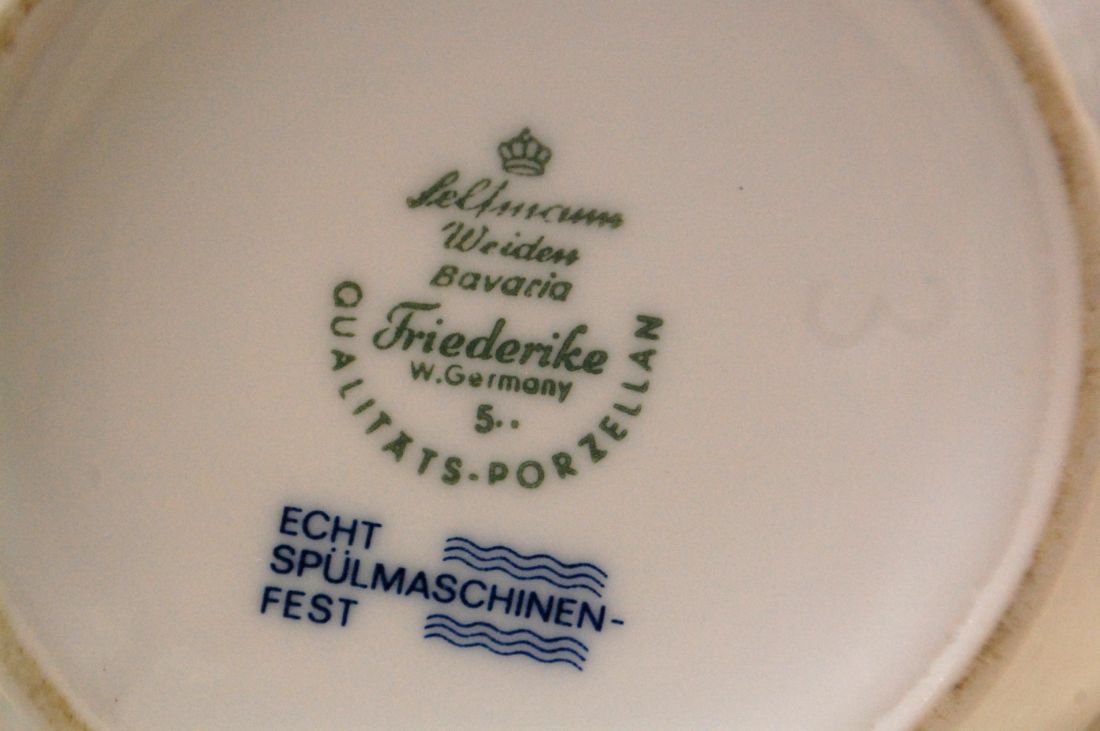 Seltmann
Weiden
Bavaria
Friederike
W.Germany
5..
QUALITÄTS-PORZELLAN
ECHT
SPÜLMASCHINEN-
FEST